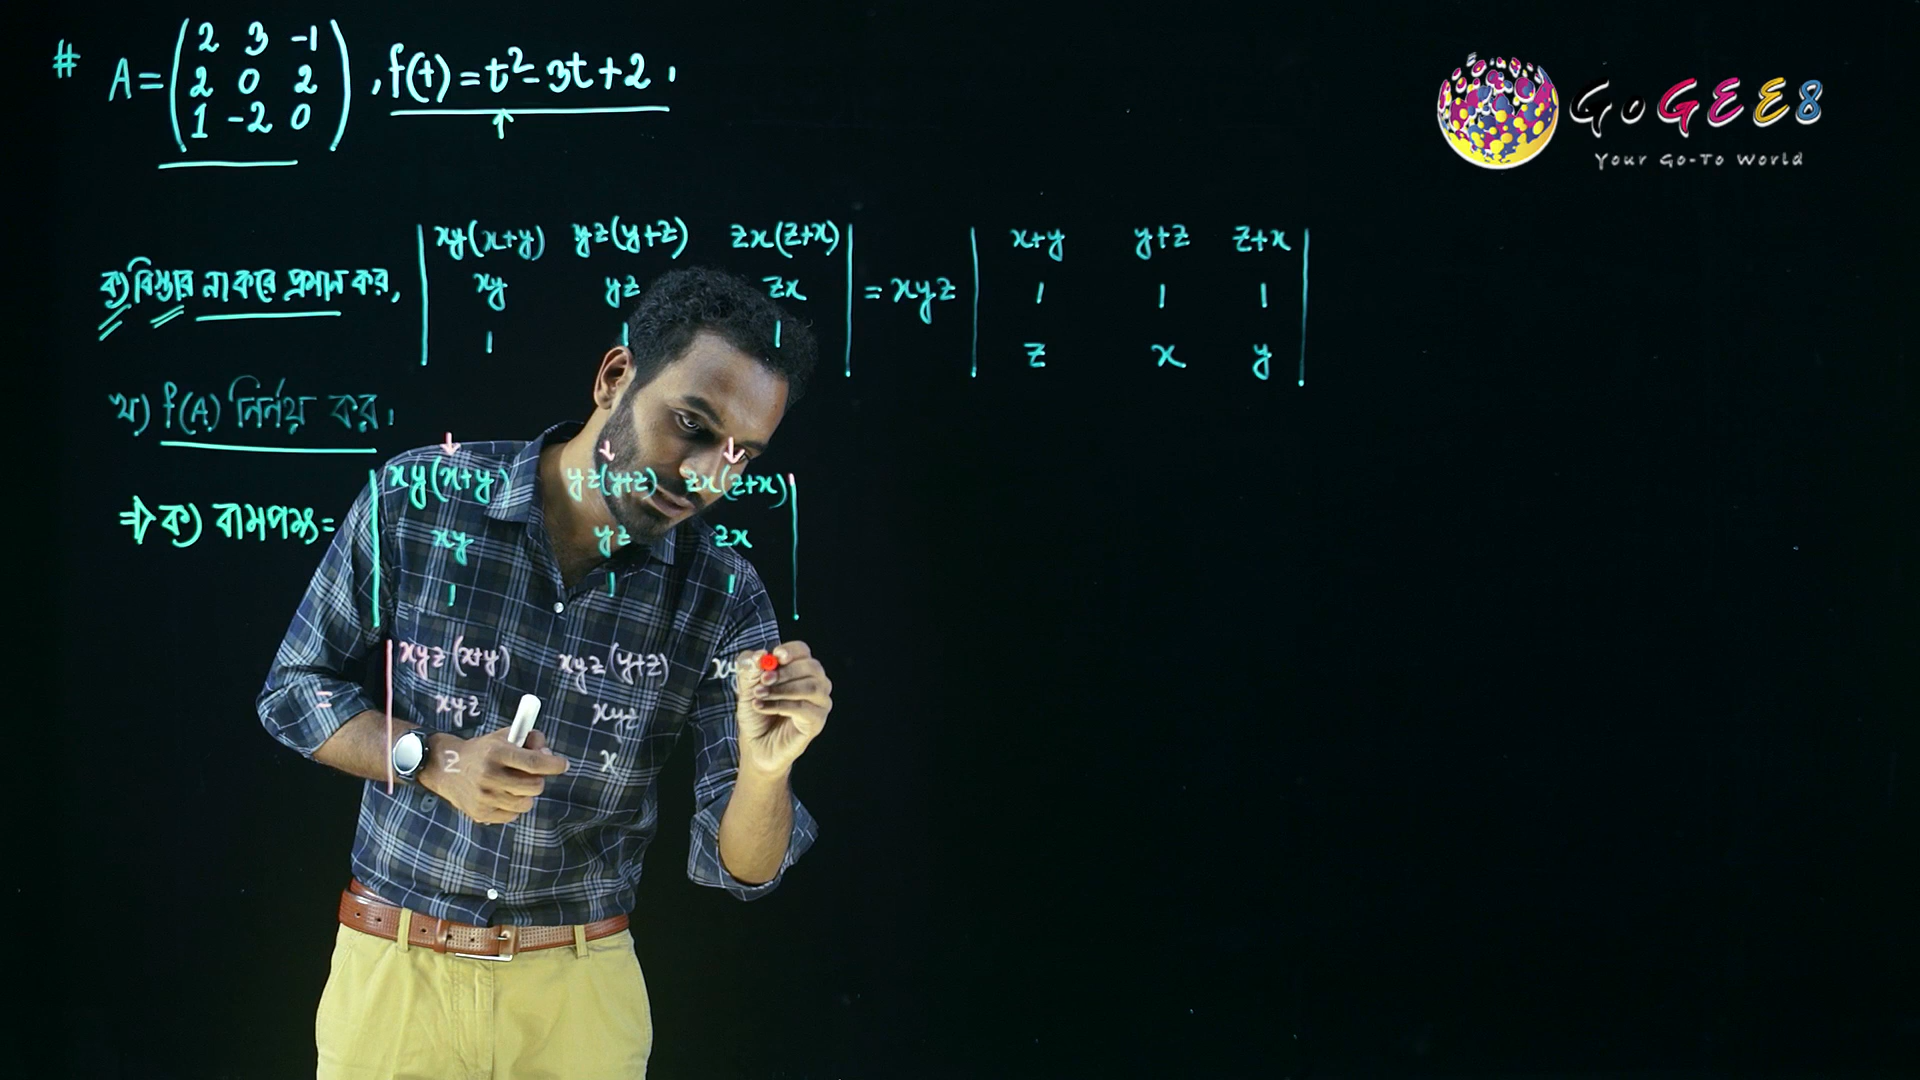 # A = (2 3 -1
2 0 2
1 -2 0), f(t) = t²-3t+2 ।
GoGEE8
Your Go-To World
ক) বিস্তার না করে প্রমান কর, | xy(x+y) yz(y+z) zx(z+x) | = xyz | x+y y+z z+x |
xy yz zx 1 1 1
1 1 1 z x y
খ) f(A) নির্নয় কর।
⇒ ক) বামপক্ষ = | xy(x+y) yz(y+z) zx(z+x) |
xy yz zx
1 1 1
= | xyz(x+y) xyz(y+z) xy
xyz xyz
z x